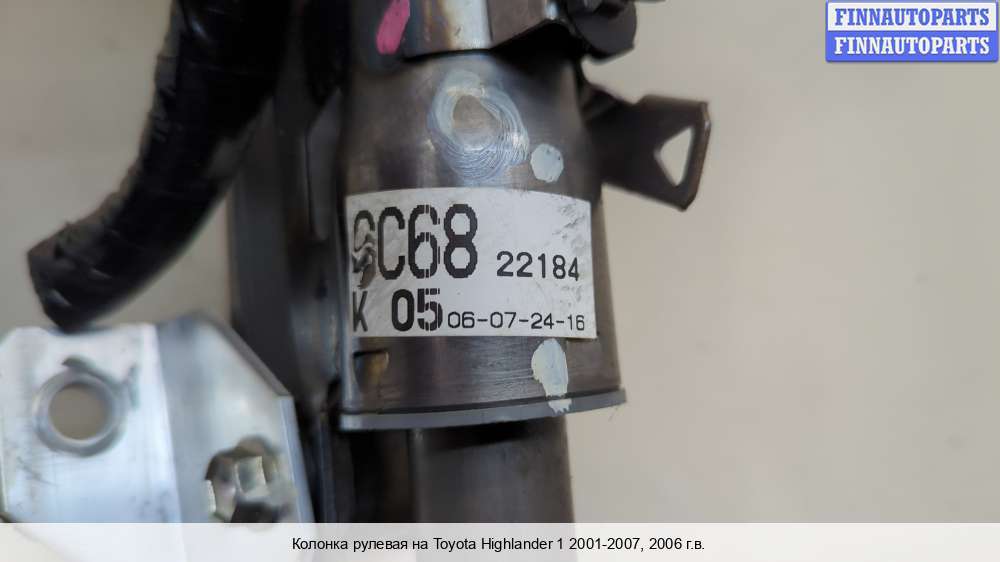 FINNAUTOPARTS
FINNAUTOPARTS
C68 22184
K 05 06-07-24-16
Колонка рулевая на Toyota Highlander 1 2001-2007, 2006 г.в.